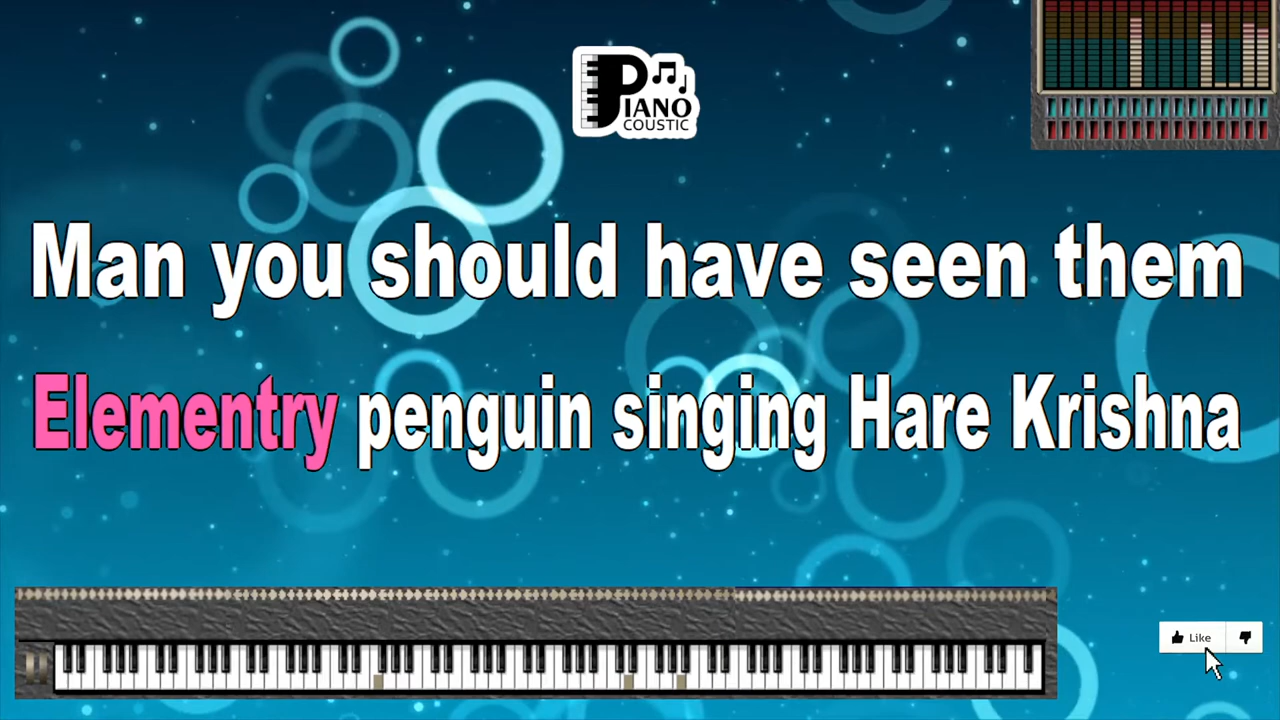 PIANO
COUSTIC
Man you should have seen them
Elementry penguin singing Hare Krishna
Like